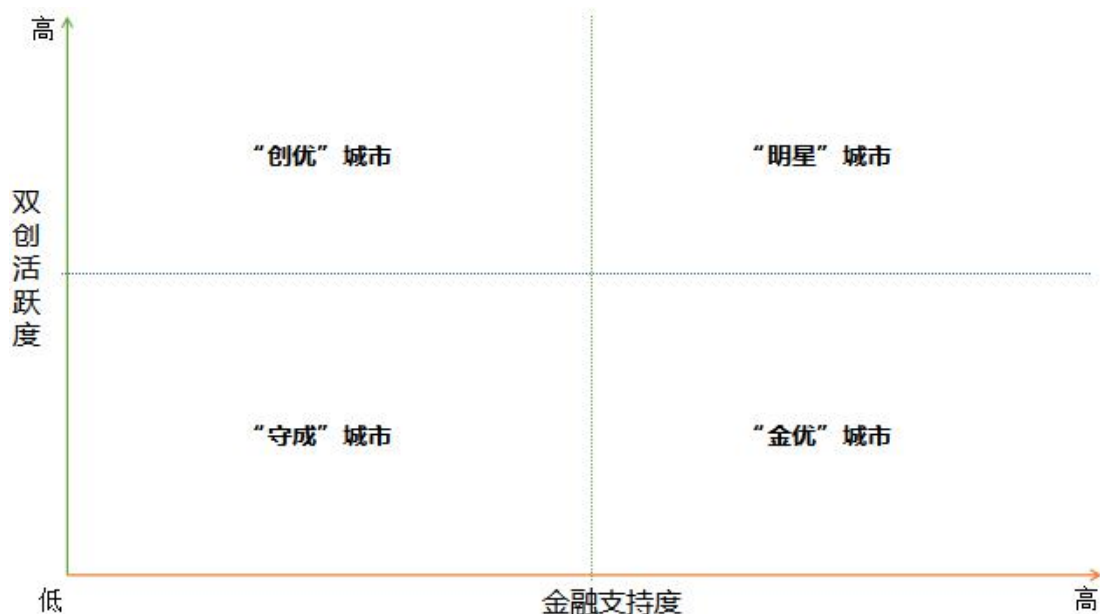 高
“创优”城市
“明星”城市
双创活跃度
“守成”城市
“金优”城市
低
金融支持度
高